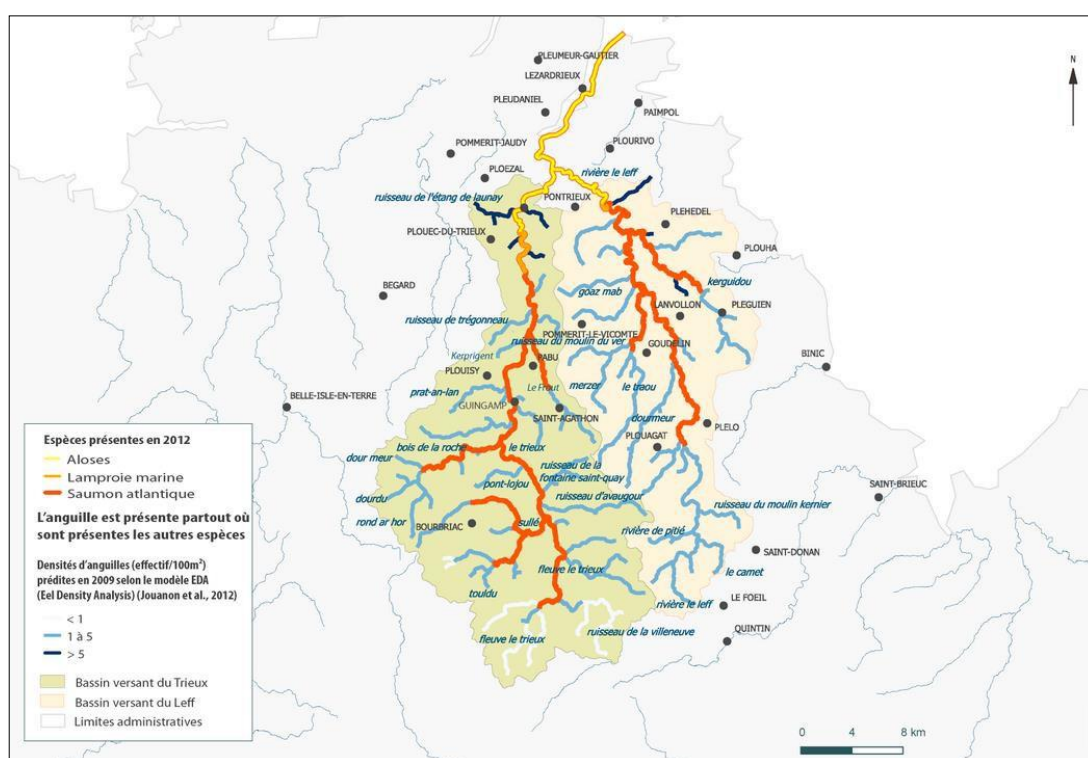 N
PLEUMEUR-GAUTIER
LEZARDRIEUX
PLEUDANIEL
PAIMPOL
POMMERIT-JAUDY
PLOURIVO
PLOEZAL
rivière le leff
ruisseau de l'étang de launay
PONTRIEUX
PLEHEDEL
PLOUEC-DU-TRIEUX
PLOUHA
BEGARD
goaz mab
kerguidou
LANVOLLON
PLEGUIEN
ruisseau de trégonneau
POMMERIT-LE-VICOMTE
ruisseau du moulin du ver
GOUDELIN
Kerprigent
PABU
BINIC
PLOUISY
Le Frout
merzer
le traou
prat-an-lan
BELLE-ISLE-EN-TERRE
GUINGAMP
SAINT-AGATHON
dourmeur
PLELO
PLOUAGAT
bois de la roche
le trieux
dour meur
ruisseau de la
fontaine saint-quay
pont-lojou
ruisseau d'avaugour
dourdu
SAINT-BRIEUC
ruisseau du moulin kernier
rond ar hor
BOURBRIAC
sullé
rivière de pitié
SAINT-DONAN
fleuve le trieux
le camet
touldu
rivière le leff
LE FOEIL
fleuve le trieux
ruisseau de la villeneuve
QUINTIN
Espèces présentes en 2012
Aloses
Lamproie marine
Saumon atlantique
L'anguille est présente partout où
sont présentes les autres espèces
Densités d'anguilles (effectif/100m²)
prédites en 2009 selon le modèle EDA
(Eel Density Analysis) (Jouanon et al., 2012)
< 1
1 à 5
> 5
Bassin versant du Trieux
Bassin versant du Leff
Limites administratives
0 4 8 km